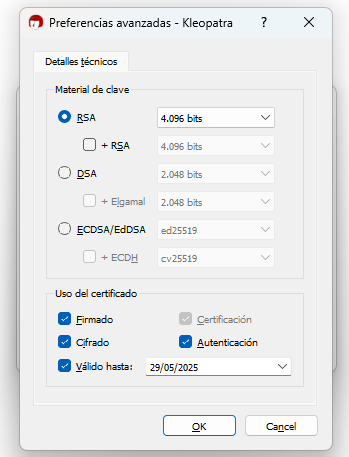 Preferencias avanzadas - Kleopatra ?
Detalles técnicos
Material de clave
RSA 4.096 bits
+ RSA 4.096 bits
DSA 2.048 bits
+ Elgamal 2.048 bits
ECDSA/EdDSA ed25519
+ ECDH cv25519
Uso del certificado
Firmado Certificación
Cifrado Autenticación
Válido hasta: 29/05/2025
OK Cancel